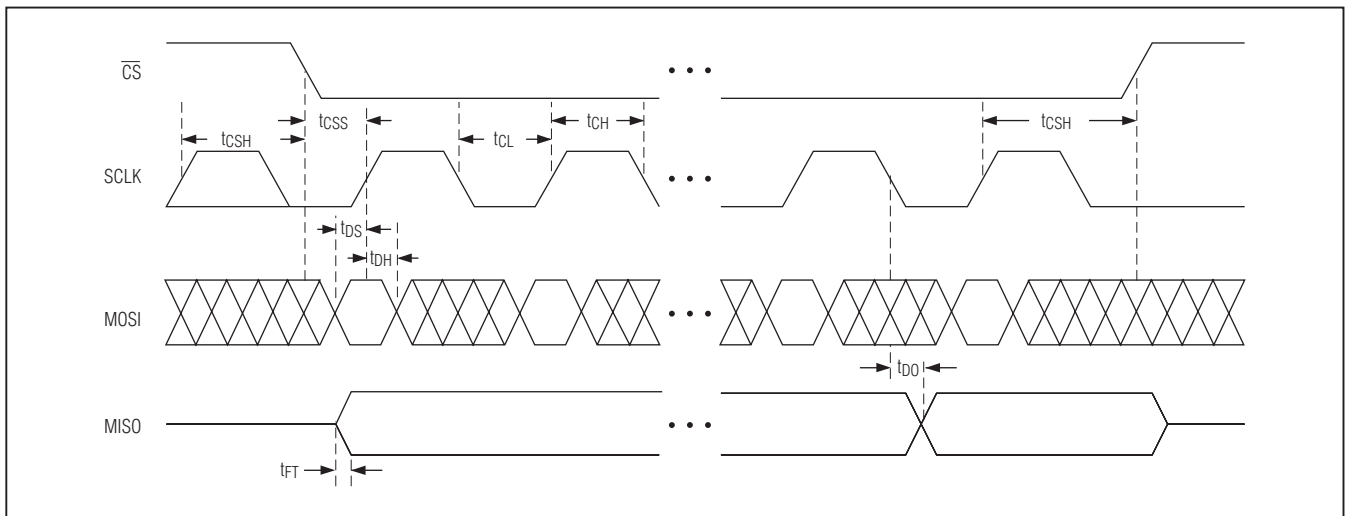 CS
• • •
tCSS
tCSH
tCL
tCH
tCSH
SCLK
• • •
tDS
tDH
MOSI
• • •
tDO
MISO
• • •
tFT